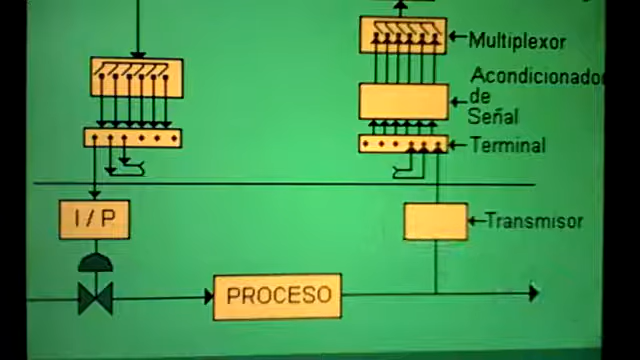 Multiplexor
Acondicionador
de
Señal
Terminal
I / P
Transmisor
PROCESO